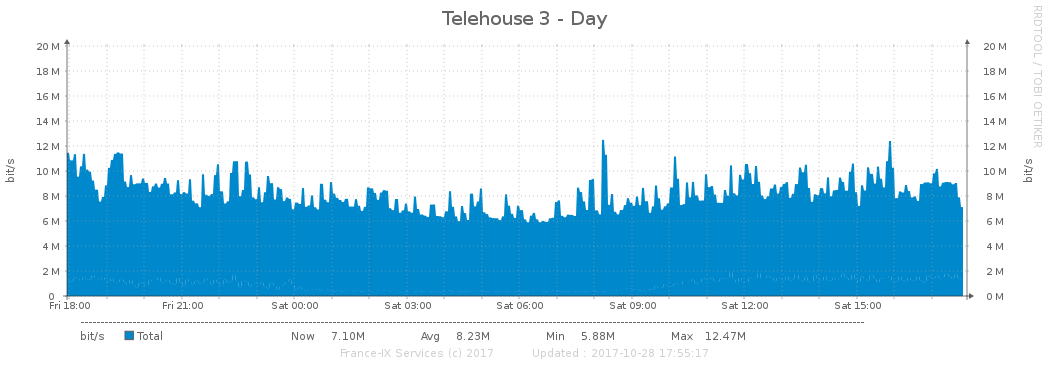 Telehouse 3 - Day
RRDTOOL / TOBI OETIKER
bit/s
bit/s
20 M 20 M
18 M 18 M
16 M 16 M
14 M 14 M
12 M 12 M
10 M 10 M
8 M 8 M
6 M 6 M
4 M 4 M
2 M 2 M
0 0 M
Fri 18:00 Fri 21:00 Sat 00:00 Sat 03:00 Sat 06:00 Sat 09:00 Sat 12:00 Sat 15:00
bit/s Total Now 7.10M Avg 8.23M Min 5.88M Max 12.47M
France-IX Services (c) 2017 Updated : 2017-10-28 17:55:17